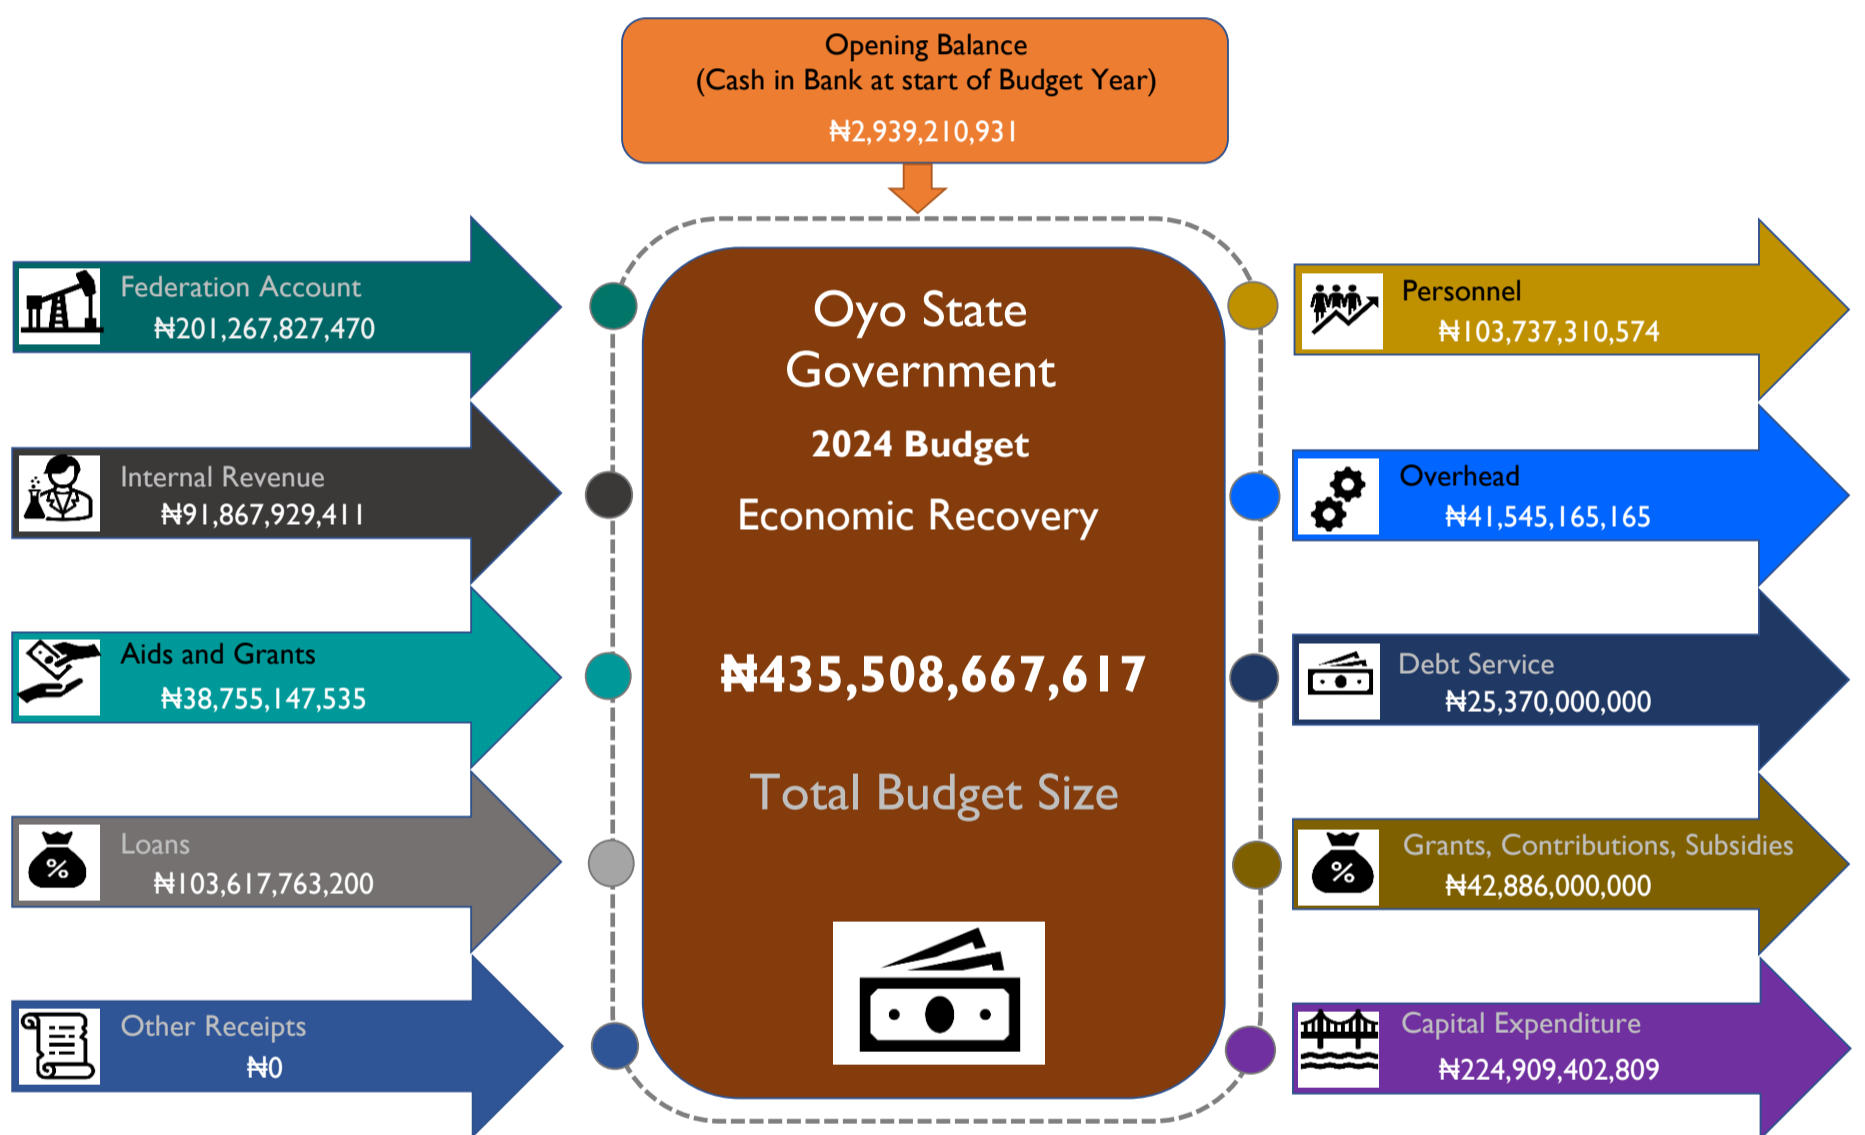 Opening Balance
(Cash in Bank at start of Budget Year)
₦2,939,210,931
Federation Account
₦201,267,827,470
Internal Revenue
₦91,867,929,411
Aids and Grants
₦38,755,147,535
Loans
%
₦103,617,763,200
Other Receipts
₦0
Oyo State
Government
2024 Budget
Economic Recovery
₦435,508,667,617
Total Budget Size
Personnel
₦103,737,310,574
Overhead
₦41,545,165,165
Debt Service
₦25,370,000,000
Grants, Contributions, Subsidies
%
₦42,886,000,000
Capital Expenditure
₦224,909,402,809